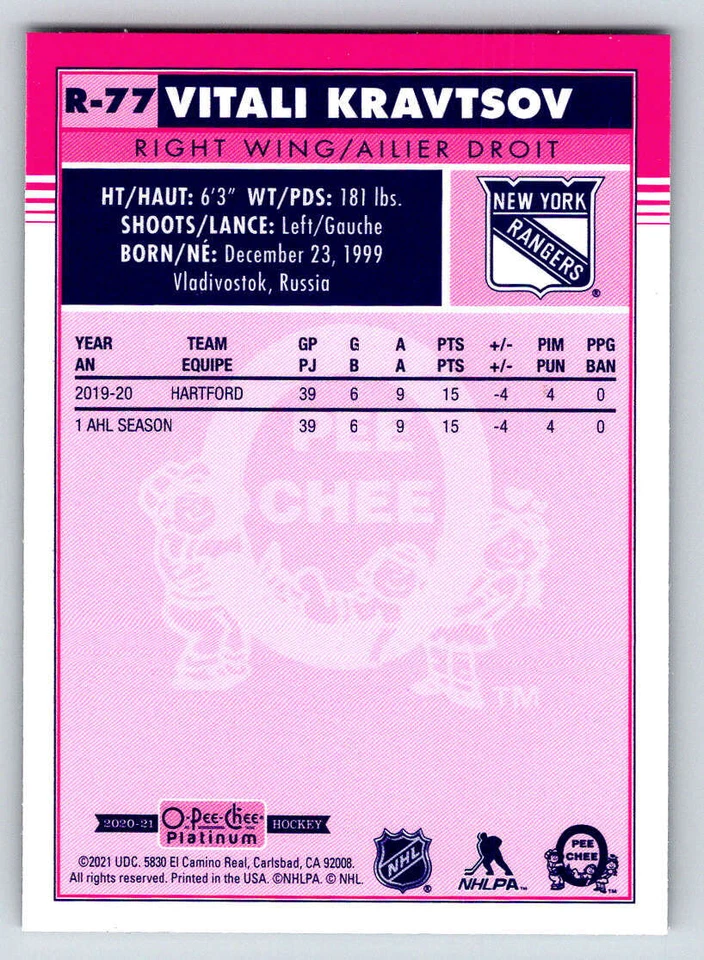 R-77 VITALI KRAVTSOV
RIGHT WING/AILIER DROIT
HT/HAUT: 6'3" WT/PDS: 181 lbs.
SHOOTS/LANCE: Left/Gauche
BORN/NÉ: December 23, 1999
Vladivostok, Russia
NEW YORK
RANGERS
®
YEAR TEAM GP G A PTS +/- PIM PPG
AN EQUIPE PJ B A PTS +/- PUN BAN
2019-20 HARTFORD 39 6 9 15 -4 4 0
1 AHL SEASON 39 6 9 15 -4 4 0
PEE
CHEE
TM
2020-21 O-Pee-Chee HOCKEY
Platinum
©2021 UDC. 5830 El Camino Real, Carlsbad, CA 92008.
All rights reserved. Printed in the USA. ©NHLPA. © NHL.
NHL
®
NHLPA™
PEE
CHEE
TM